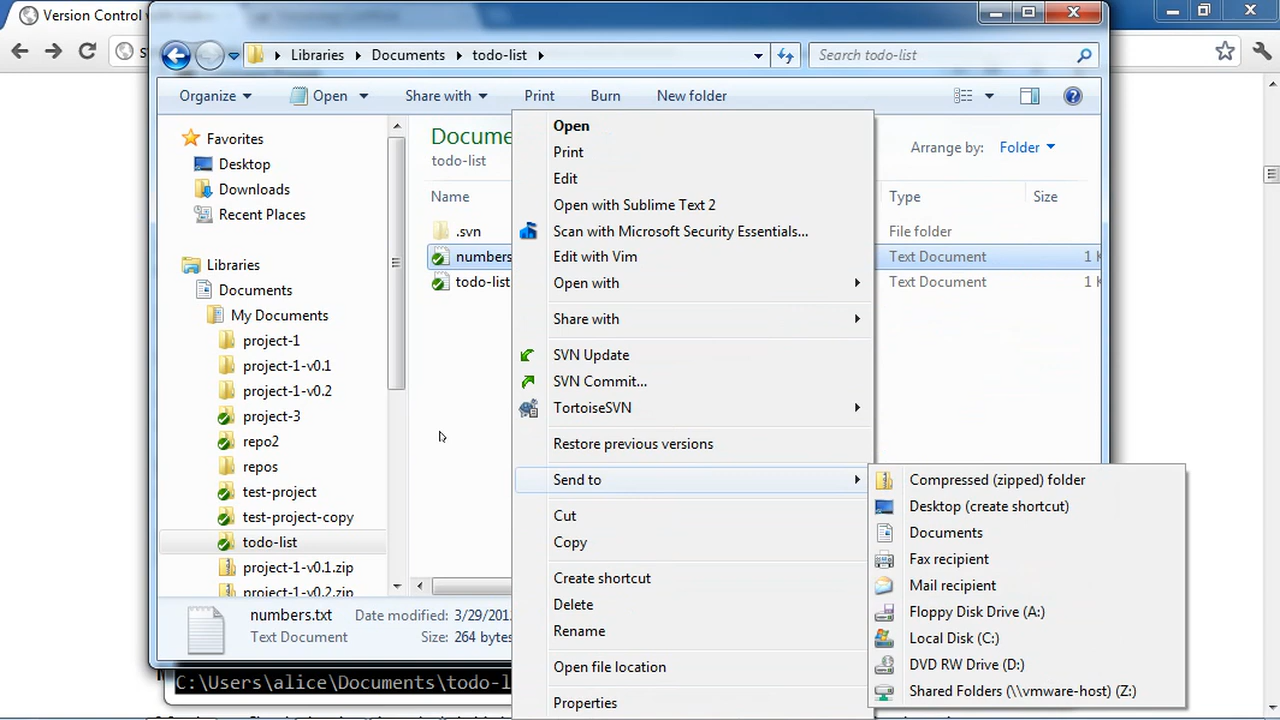 Version Control w
s
Libraries
Documents
todo-list
Search todo-list
Organize
Open
Share with
Print
Burn
New folder
Favorites
Desktop
Downloads
Recent Places
Libraries
Documents
My Documents
project-1
project-1-v0.1
project-1-v0.2
project-3
repo2
repos
test-project
test-project-copy
todo-list
project-1-v0.1.zip
project-1-v0.2.zip
Docume
todo-list
Arrange by: Folder
Name
Type
Size
.svn
File folder
numbers
Text Document
1 K
todo-list
Text Document
1 K
Open
Print
Edit
Open with Sublime Text 2
Scan with Microsoft Security Essentials...
Edit with Vim
Open with
Share with
SVN Update
SVN Commit...
TortoiseSVN
Restore previous versions
Send to
Cut
Copy
Create shortcut
Delete
Rename
Open file location
Properties
Compressed (zipped) folder
Desktop (create shortcut)
Documents
Fax recipient
Mail recipient
Floppy Disk Drive (A:)
Local Disk (C:)
DVD RW Drive (D:)
Shared Folders (\\vmware-host) (Z:)
numbers.txt
Date modified: 3/29/201
Text Document
Size: 264 bytes
C:\Users\alice\Documents\todo-l